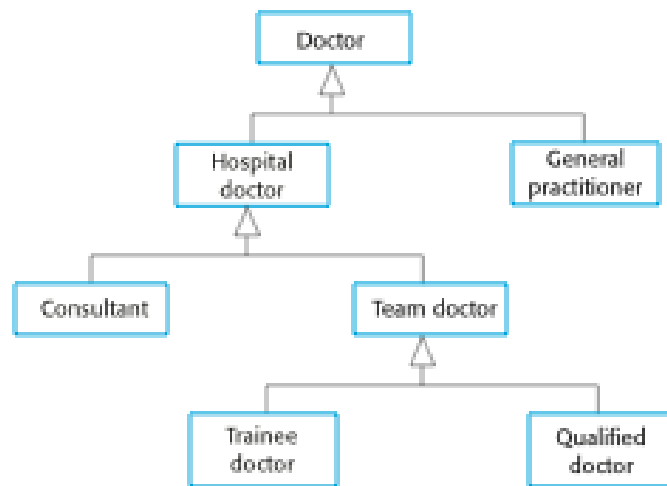 Doctor
Hospital
doctor
General
practitioner
Consultant
Team doctor
Trainee
doctor
Qualified
doctor